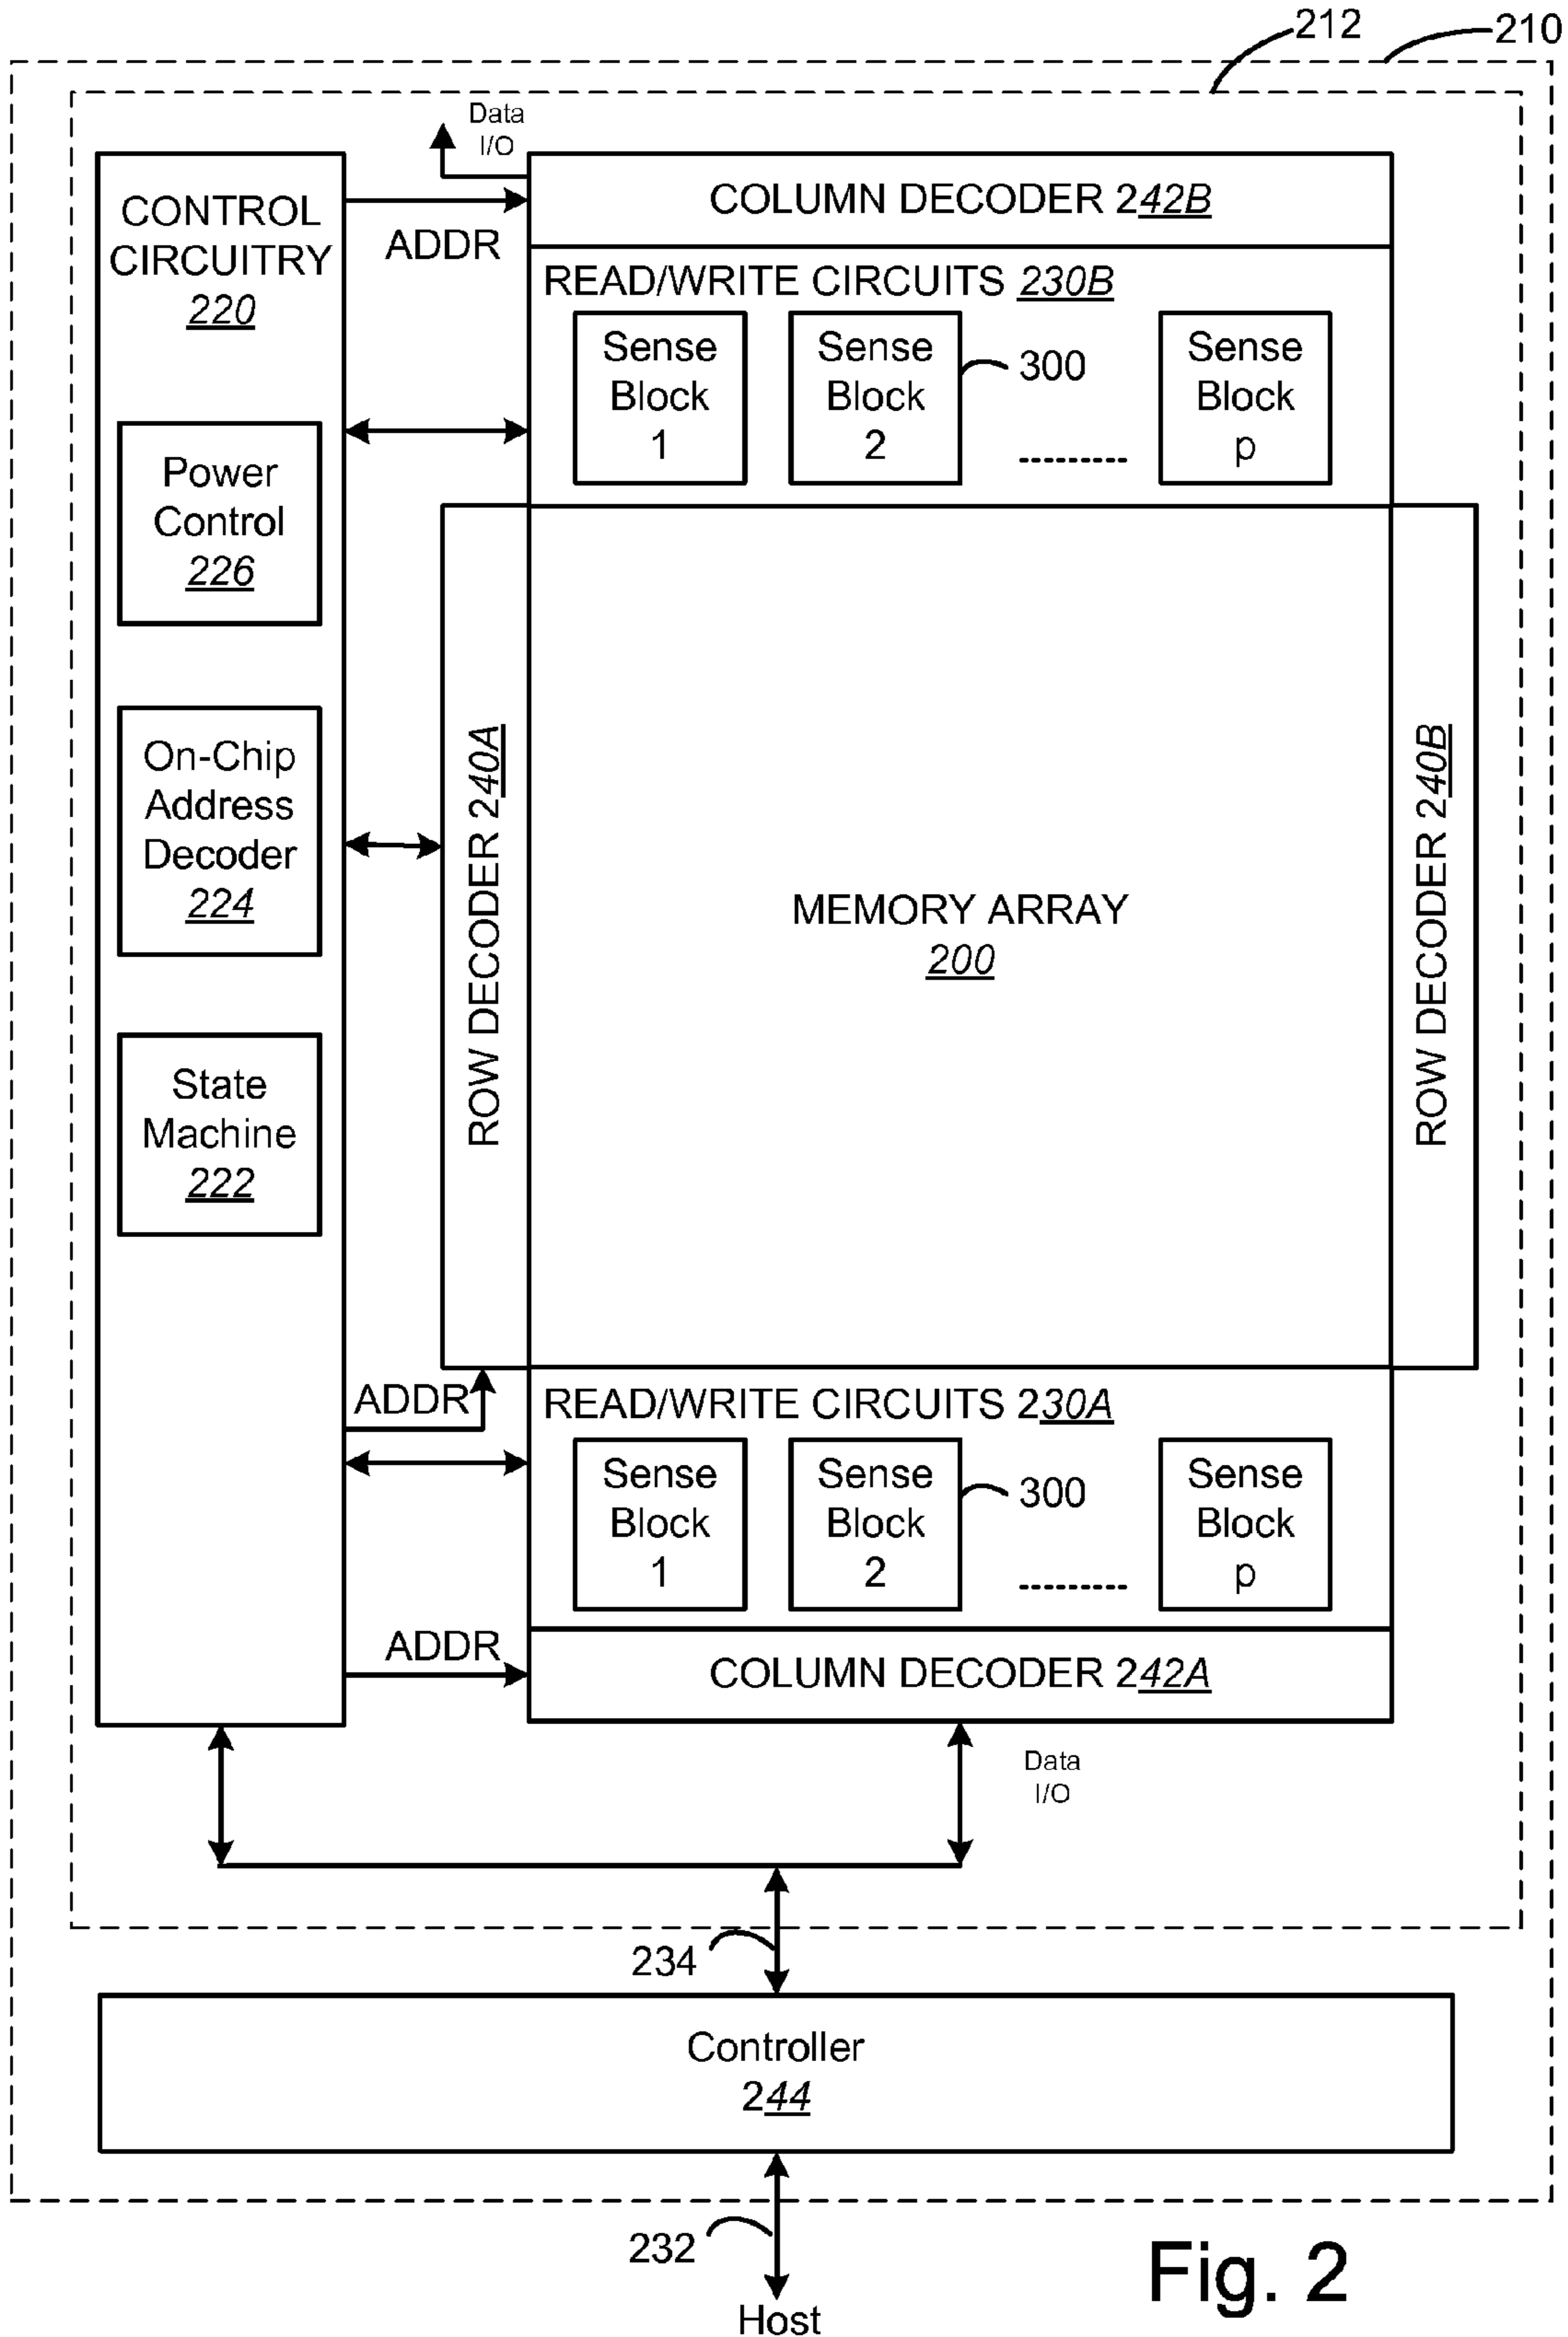 212
210
Data
I/O
CONTROL
CIRCUITRY
220
ADDR
COLUMN DECODER 242B
READ/WRITE CIRCUITS 230B
Sense
Block
1
Sense
Block
2
300
.........
Sense
Block
p
Power
Control
226
On-Chip
Address
Decoder
224
State
Machine
222
ROW DECODER 240A
MEMORY ARRAY
200
ROW DECODER 240B
ADDR
READ/WRITE CIRCUITS 230A
Sense
Block
1
Sense
Block
2
300
.........
Sense
Block
p
ADDR
COLUMN DECODER 242A
Data
I/O
234
Controller
244
232
Host
Fig. 2